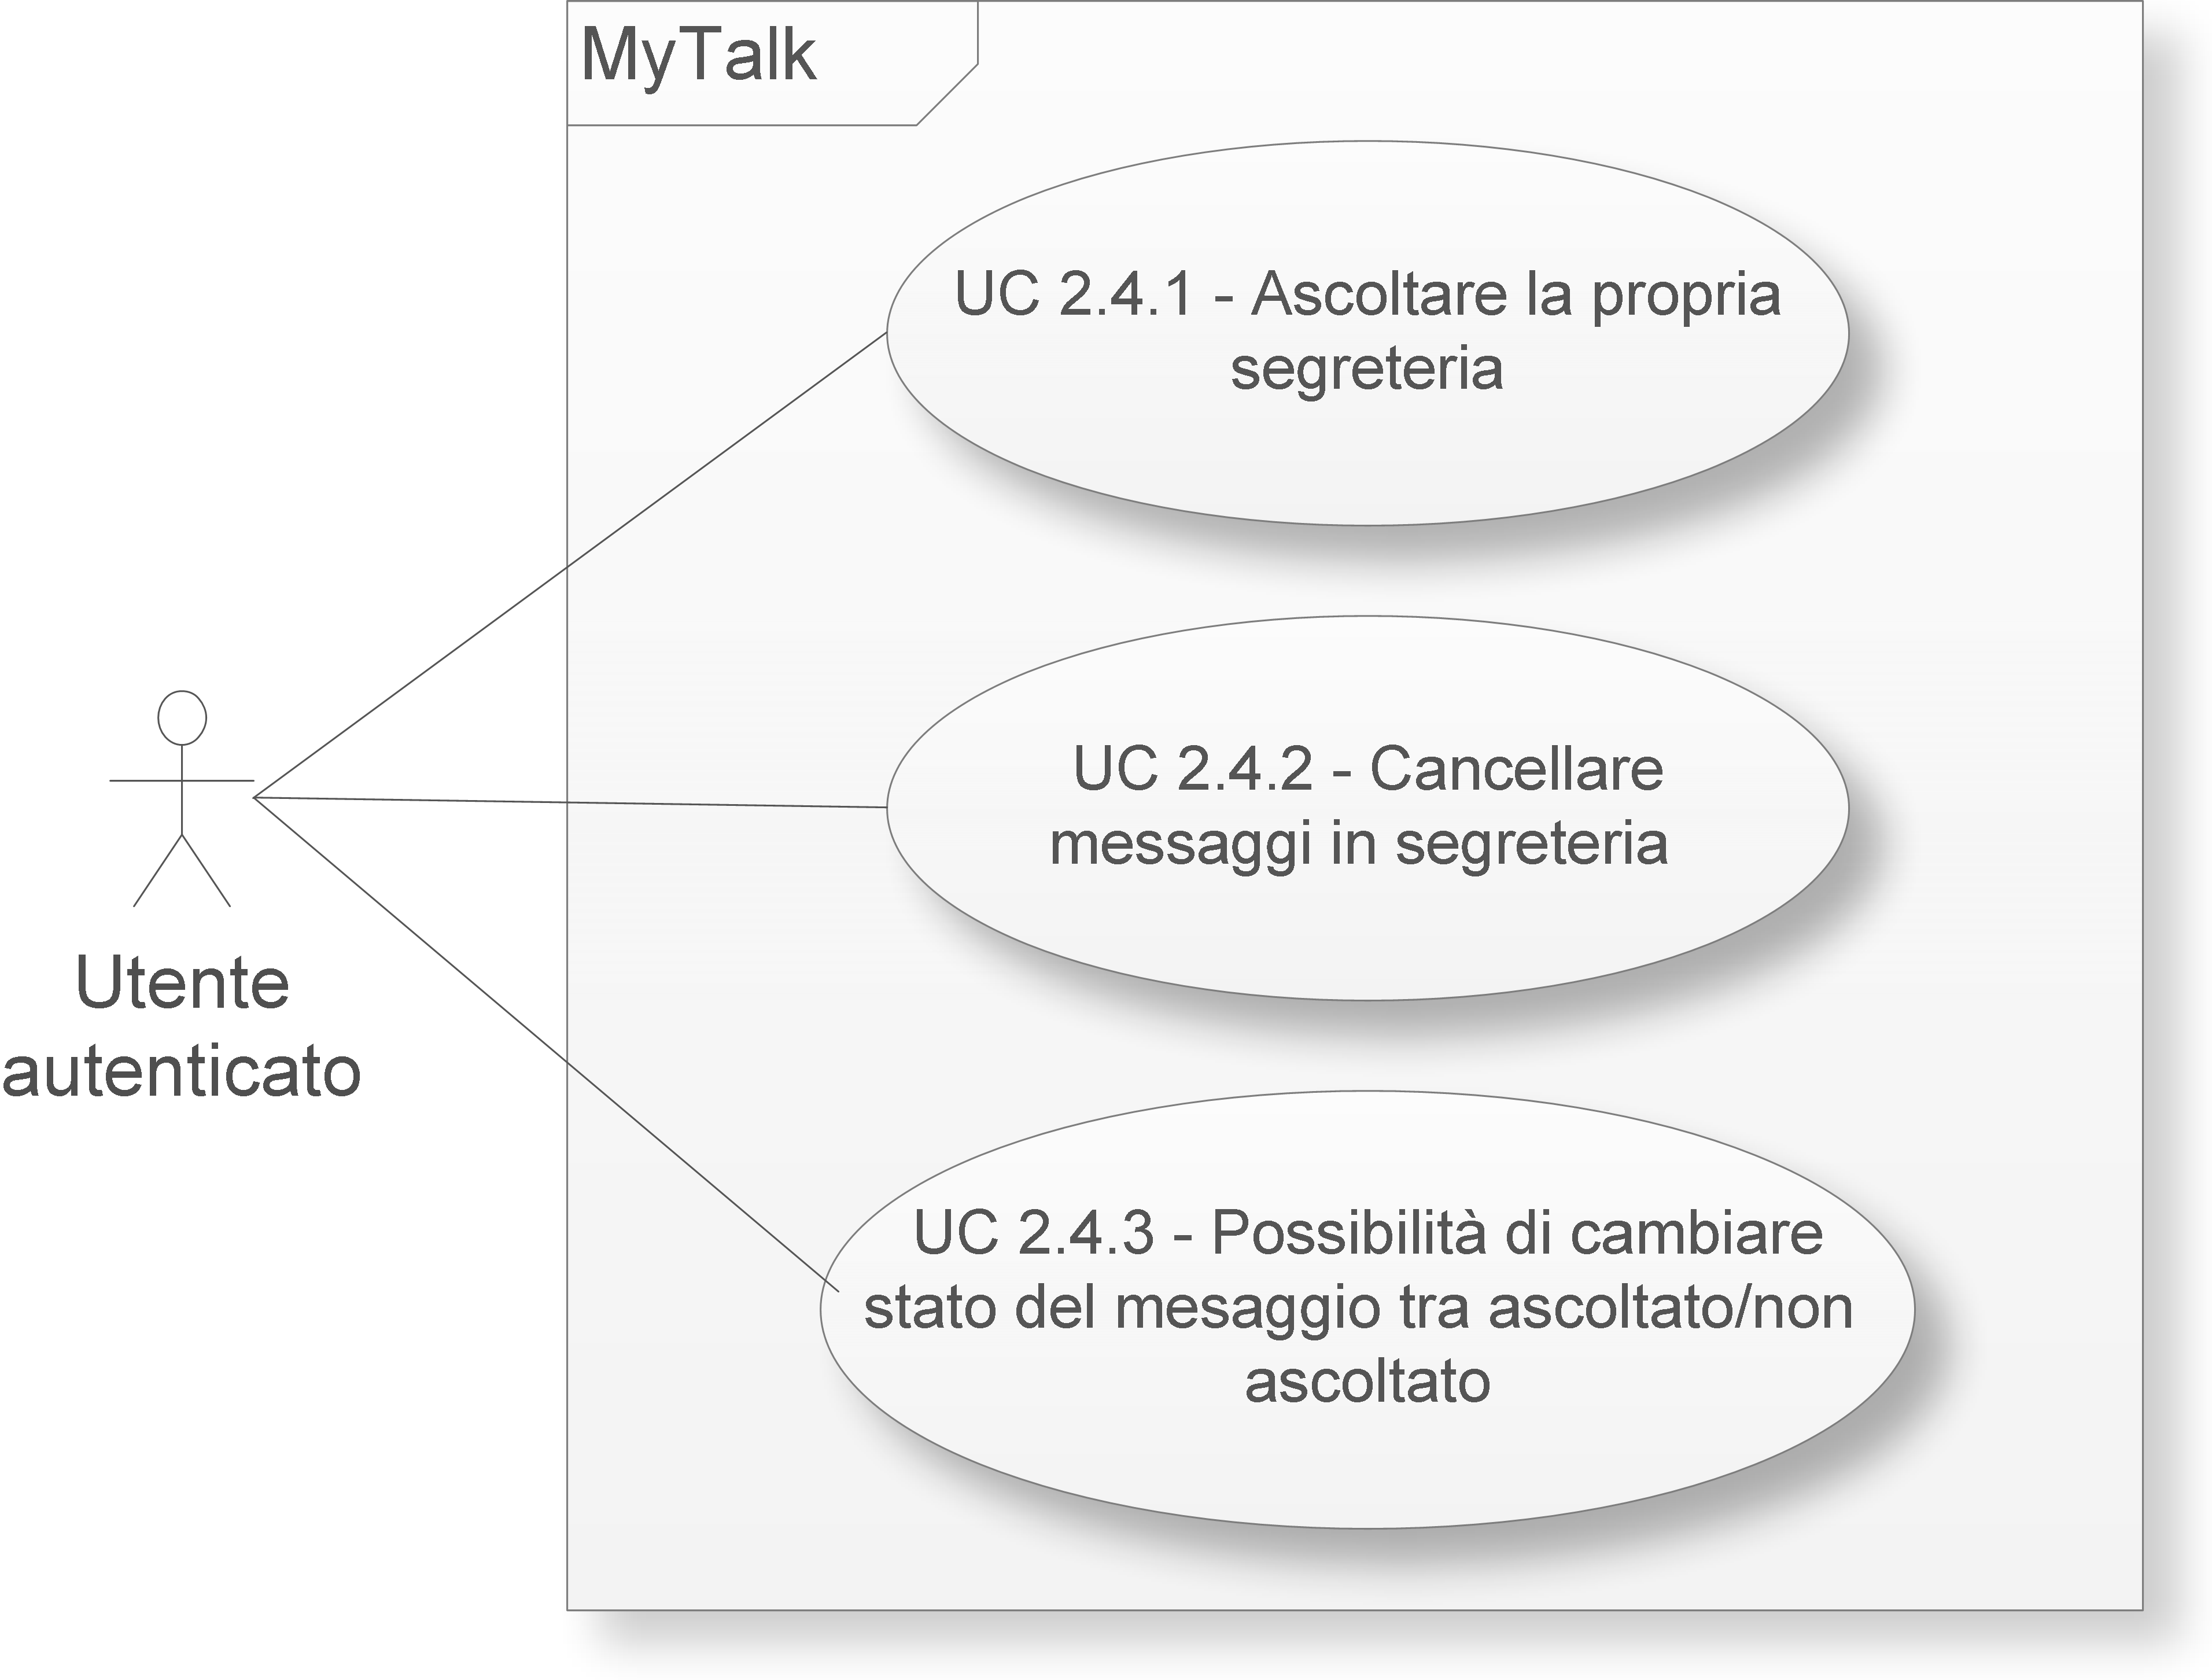 MyTalk
UC 2.4.1 - Ascoltare la propria
segreteria
UC 2.4.2 - Cancellare
messaggi in segreteria
Utente
autenticato
UC 2.4.3 - Possibilità di cambiare
stato del mesaggio tra ascoltato/non
ascoltato